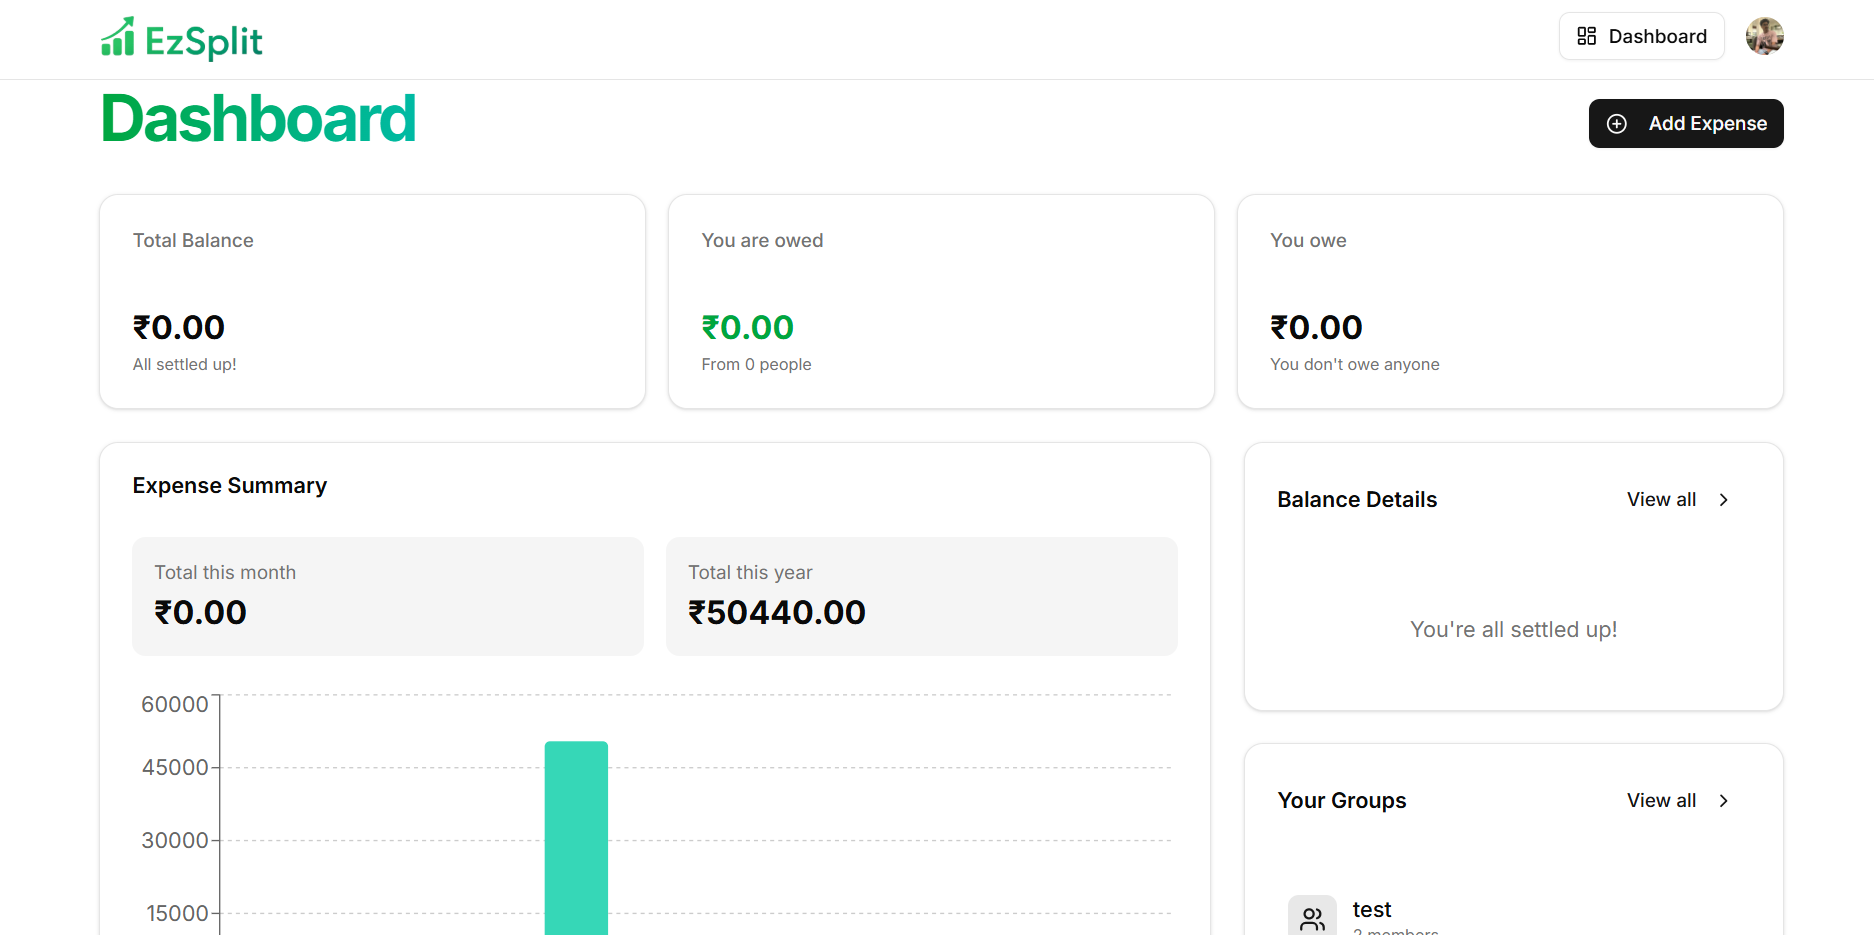 EzSplit
Dashboard
Dashboard
Add Expense
Total Balance
₹0.00
All settled up!
You are owed
₹0.00
From 0 people
You owe
₹0.00
You don't owe anyone
Expense Summary
Total this month
₹0.00
Total this year
₹50440.00
60000
45000
30000
15000
Balance Details
View all
You're all settled up!
Your Groups
View all
test
2 members